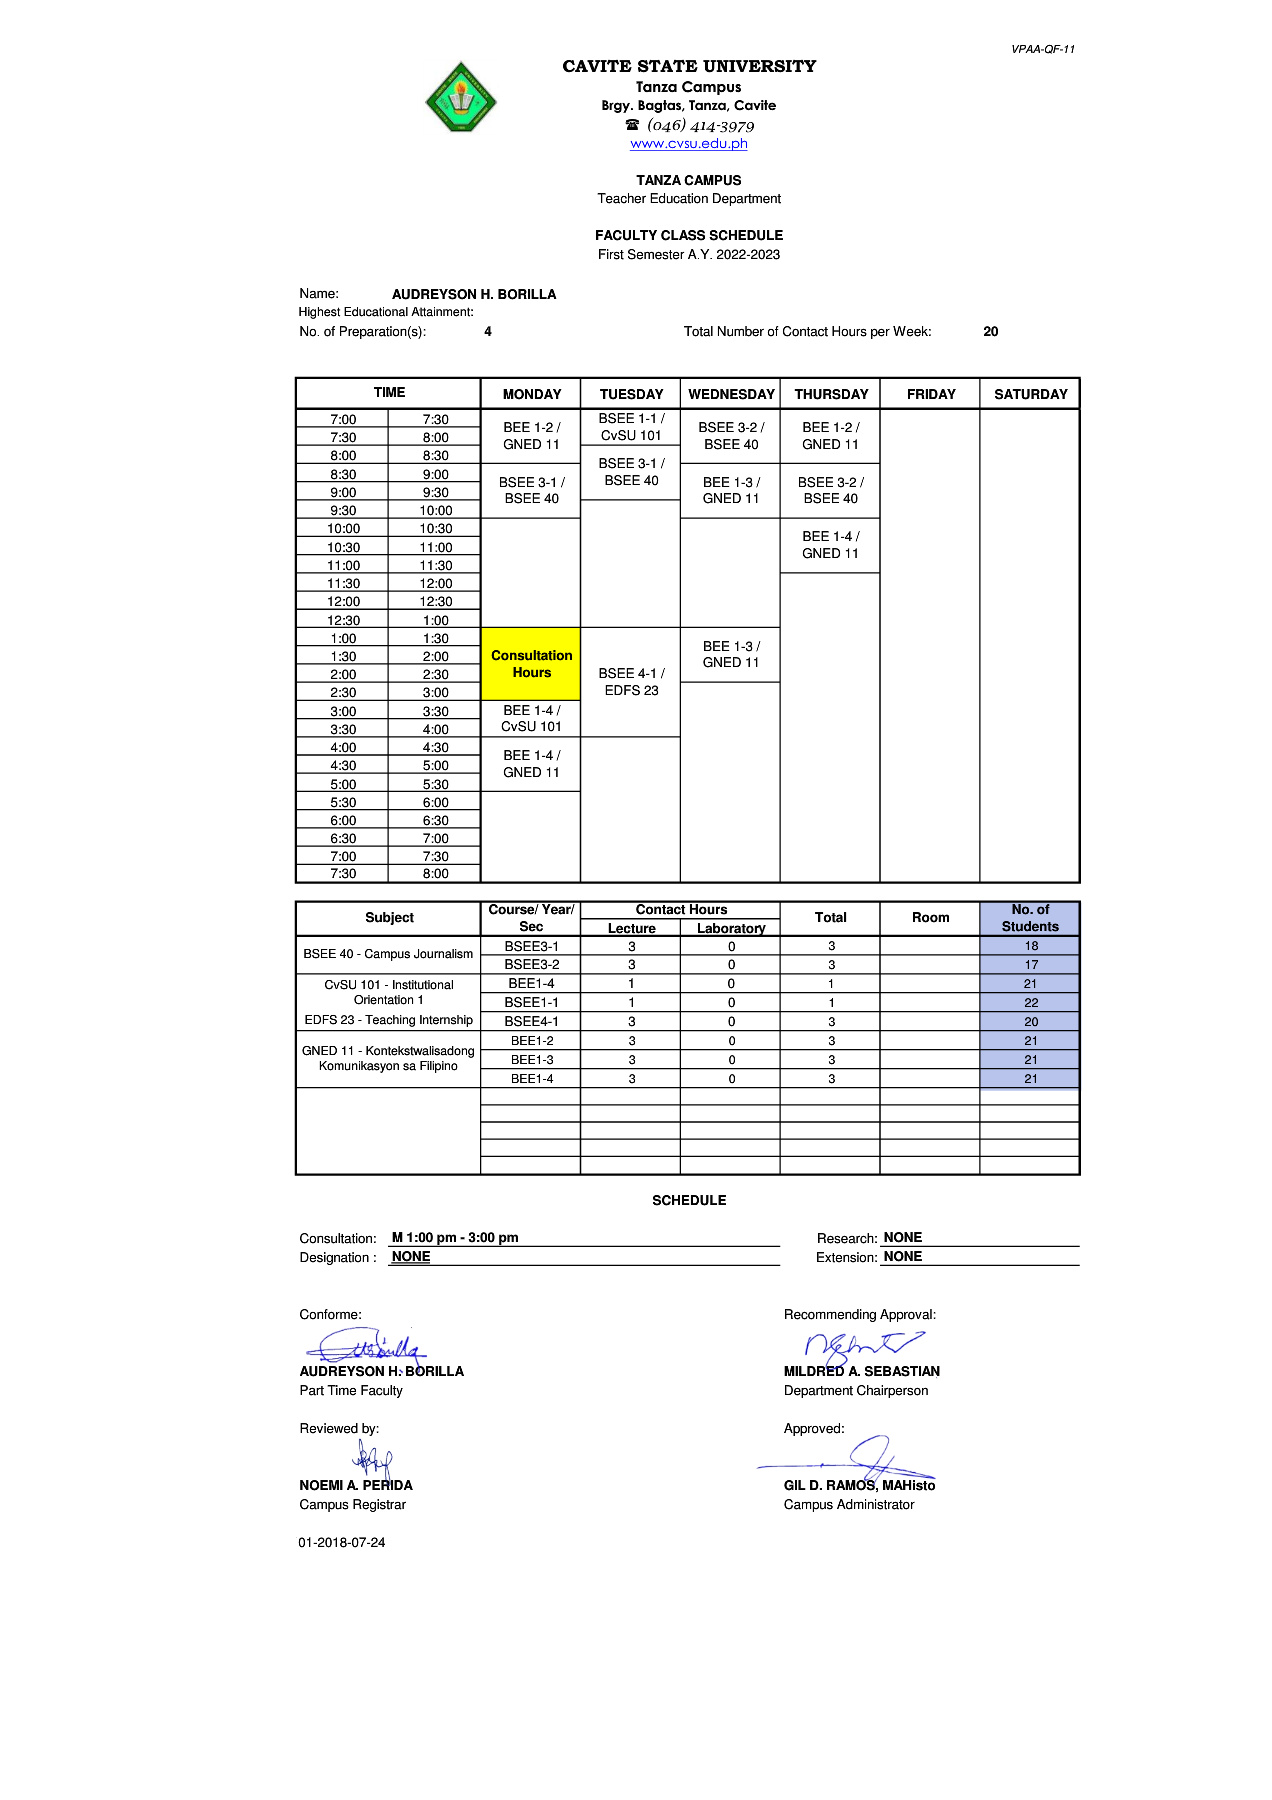 VPAA-QF-11
CAVITE STATE UNIVERSITY
Tanza Campus
Brgy. Bagtas, Tanza, Cavite
☎ (046) 414-3979
www.cvsu.edu.ph
TANZA CAMPUS
Teacher Education Department
FACULTY CLASS SCHEDULE
First Semester A.Y. 2022-2023
Name: AUDREYSON H. BORILLA
Highest Educational Attainment:
No. of Preparation(s): 4 Total Number of Contact Hours per Week: 20
TIME MONDAY TUESDAY WEDNESDAY THURSDAY FRIDAY SATURDAY
7:00 7:30
7:30 8:00
8:00 8:30
8:30 9:00
9:00 9:30
9:30 10:00
10:00 10:30
10:30 11:00
11:00 11:30
11:30 12:00
12:00 12:30
12:30 1:00
1:00 1:30
1:30 2:00
2:00 2:30
2:30 3:00
3:00 3:30
3:30 4:00
4:00 4:30
4:30 5:00
5:00 5:30
5:30 6:00
6:00 6:30
6:30 7:00
7:00 7:30
7:30 8:00
BEE 1-2 /
GNED 11
BSEE 3-1 /
BSEE 40
Consultation
Hours
BEE 1-4 /
CvSU 101
BEE 1-4 /
GNED 11
BSEE 1-1 /
CvSU 101
BSEE 3-1 /
BSEE 40
BSEE 4-1 /
EDFS 23
BSEE 3-2 /
BSEE 40
BEE 1-3 /
GNED 11
BEE 1-3 /
GNED 11
BEE 1-2 /
GNED 11
BSEE 3-2 /
BSEE 40
BEE 1-4 /
GNED 11
Subject Course/ Year/ Sec Contact Hours Total Room No. of Students
Lecture Laboratory
BSEE 40 - Campus Journalism
BSEE3-1 3 0 3 18
BSEE3-2 3 0 3 17
CvSU 101 - Institutional
Orientation 1
BEE1-4 1 0 1 21
BSEE1-1 1 0 1 22
EDFS 23 - Teaching Internship BSEE4-1 3 0 3 20
GNED 11 - Kontekstwalisadong
Komunikasyon sa Filipino
BEE1-2 3 0 3 21
BEE1-3 3 0 3 21
BEE1-4 3 0 3 21
SCHEDULE
Consultation: M 1:00 pm - 3:00 pm Research: NONE
Designation : NONE Extension: NONE
Conforme: Recommending Approval:
AUDREYSON H. BORILLA MILDRED A. SEBASTIAN
Part Time Faculty Department Chairperson
Reviewed by: Approved:
NOEMI A. PERIDA GIL D. RAMOS, MAHisto
Campus Registrar Campus Administrator
01-2018-07-24